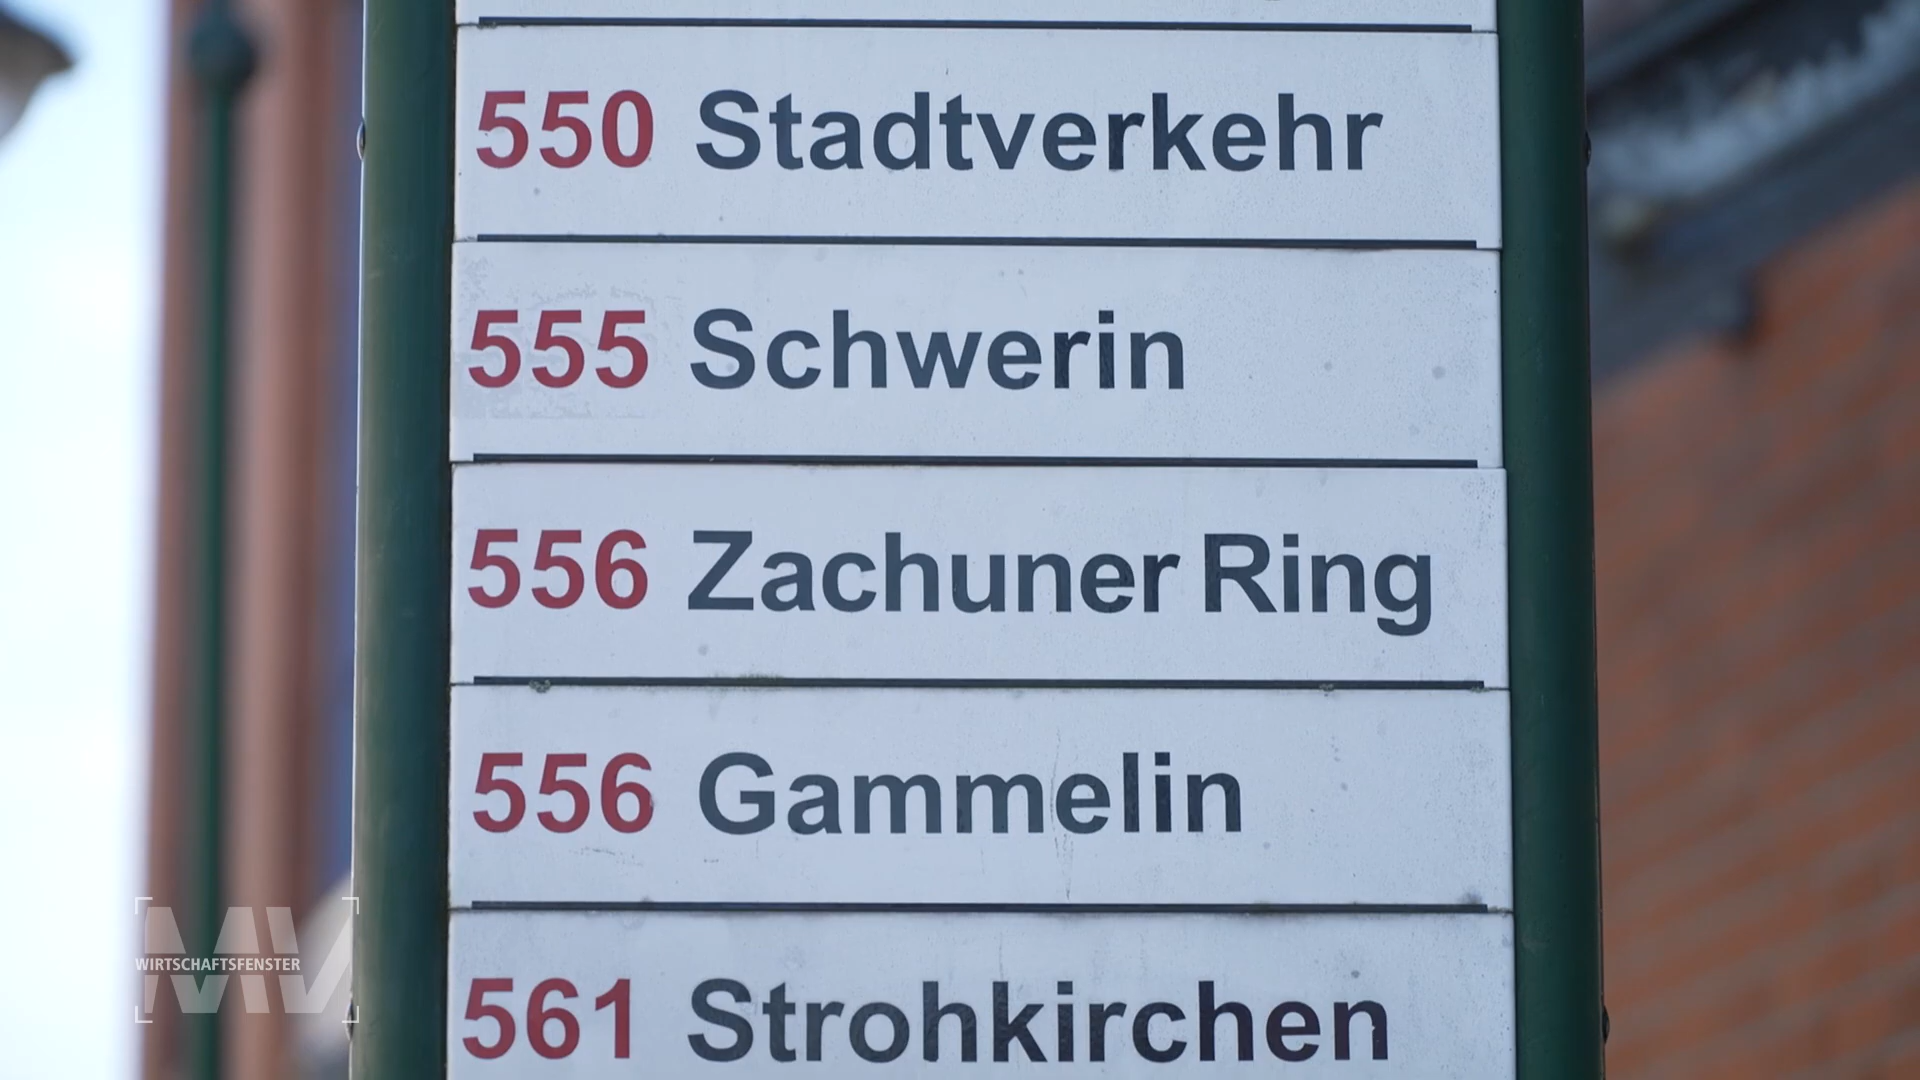 550 Stadtverkehr
555 Schwerin
556 Zachuner Ring
556 Gammelin
561 Strohkirchen
MV
WIRTSCHAFTSFENSTER